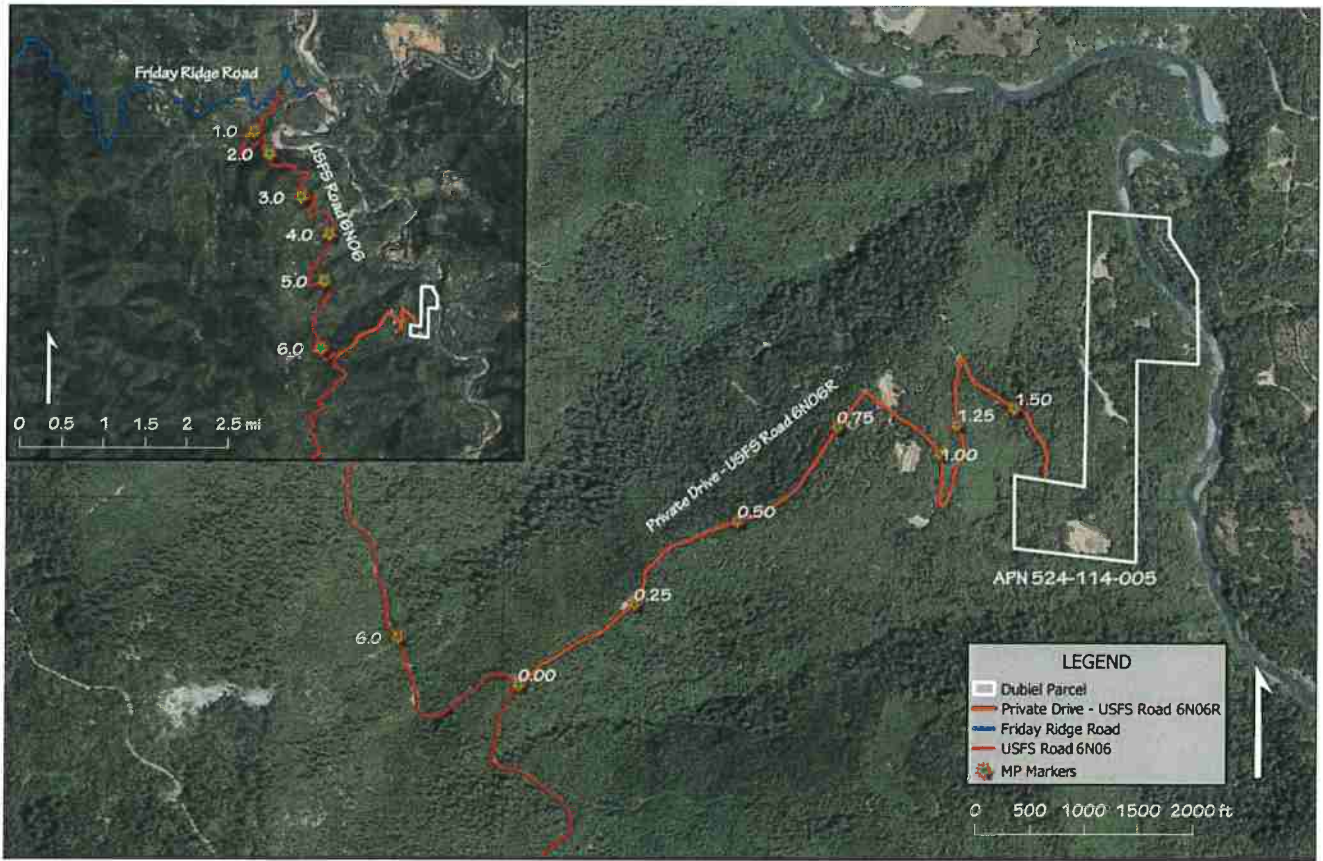 Friday Ridge Road
1.0
2.0
USFS Road 6N06
3.0
4.0
5.0
6.0
0 0.5 1 1.5 2 2.5 mi
Private Drive - USFS Road 6N06R
0.75
1.25
1.50
1.00
0.50
0.25
6.0
0.00
APN 524-114-005
LEGEND
Dubiel Parcel
Private Drive - USFS Road 6N06R
Friday Ridge Road
USFS Road 6N06
MP Markers
0 500 1000 1500 2000 ft